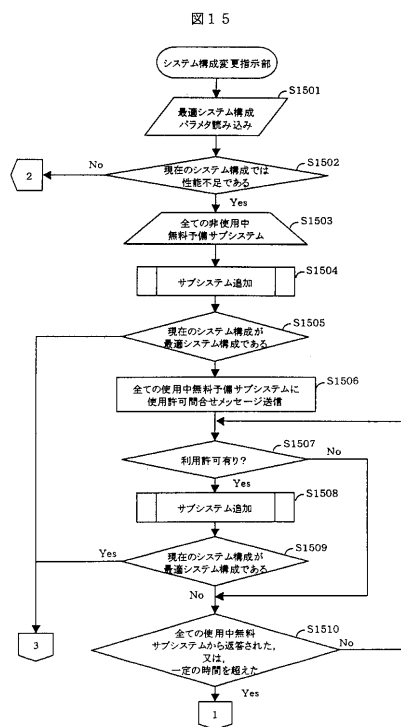 図15
システム構成変更指示部
S1501
最適システム構成
パラメタ読み込み
No
S1502
2
現在のシステム構成では
性能不足である
Yes
S1503
全ての非使用中
無料予備サブシステム
S1504
サブシステム追加
S1505
現在のシステム構成が
最適システム構成である
S1506
全ての使用中無料予備サブシステムに
使用許可問合せメッセージ送信
S1507
利用許可有り?
No
Yes
S1508
サブシステム追加
S1509
Yes
現在のシステム構成が
最適システム構成である
No
S1510
3
全ての使用中無料
サブシステムから返答された,
又は,
一定の時間を超えた
No
Yes
1